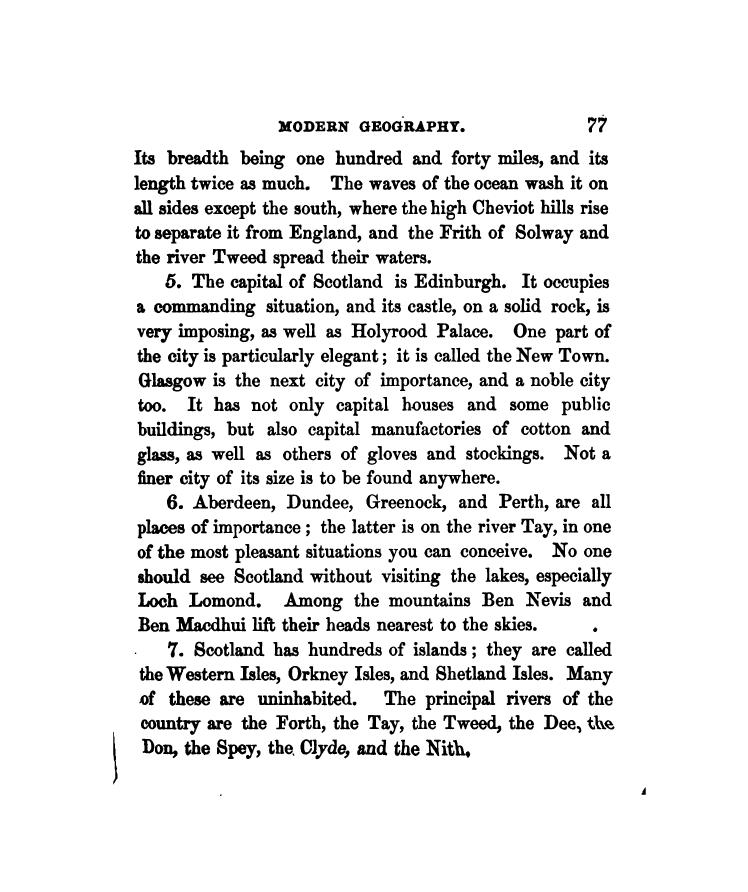 MODERN GEOGRAPHY. 77
Its breadth being one hundred and forty miles, and its
length twice as much. The waves of the ocean wash it on
all sides except the south, where the high Cheviot hills rise
to separate it from England, and the Frith of Solway and
the river Tweed spread their waters.
5. The capital of Scotland is Edinburgh. It occupies
a commanding situation, and its castle, on a solid rock, is
very imposing, as well as Holyrood Palace. One part of
the city is particularly elegant; it is called the New Town.
Glasgow is the next city of importance, and a noble city
too. It has not only capital houses and some public
buildings, but also capital manufactories of cotton and
glass, as well as others of gloves and stockings. Not a
finer city of its size is to be found anywhere.
6. Aberdeen, Dundee, Greenock, and Perth, are all
places of importance; the latter is on the river Tay, in one
of the most pleasant situations you can conceive. No one
should see Scotland without visiting the lakes, especially
Loch Lomond. Among the mountains Ben Nevis and
Ben Macdhui lift their heads nearest to the skies.
7. Scotland has hundreds of islands; they are called
the Western Isles, Orkney Isles, and Shetland Isles. Many
of these are uninhabited. The principal rivers of the
country are the Forth, the Tay, the Tweed, the Dee, the
Don, the Spey, the Clyde, and the Nith.